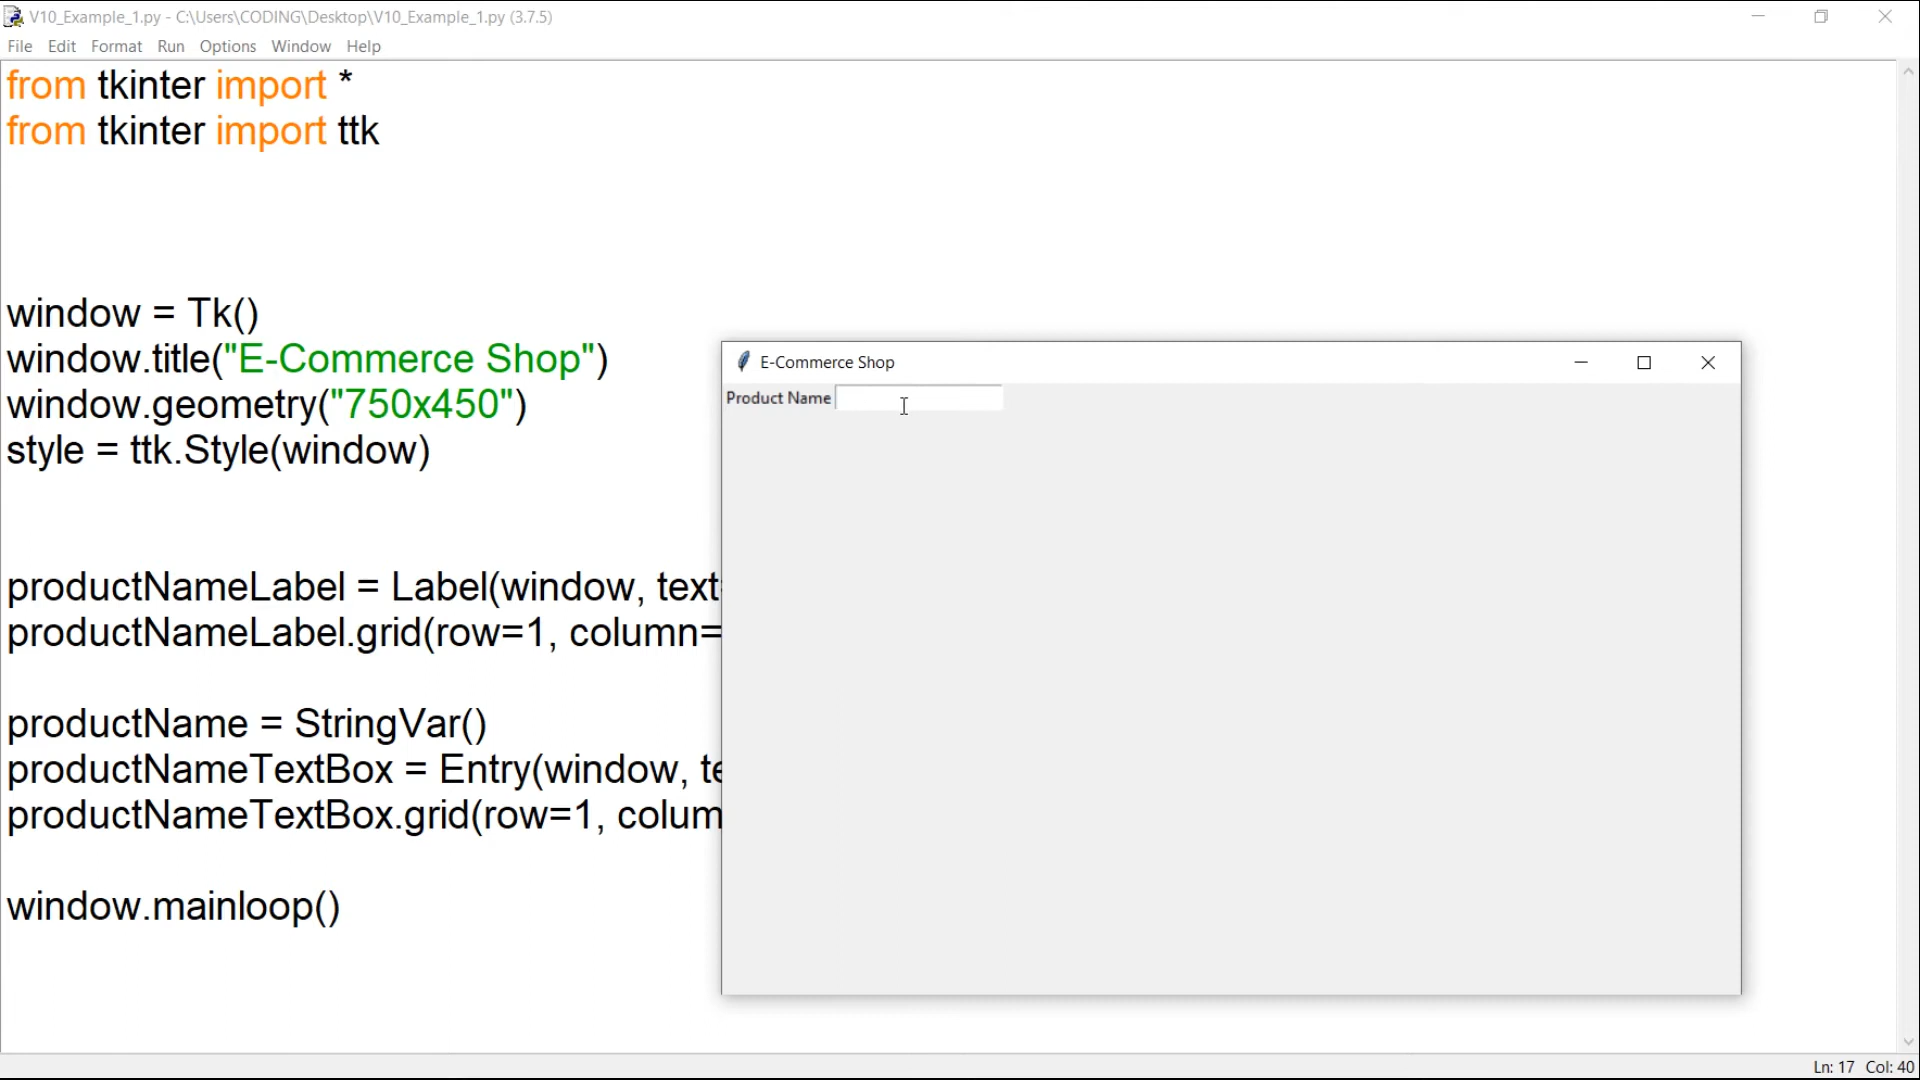 V10_Example_1.py - C:\Users\CODING\Desktop\V10_Example_1.py (3.7.5)
File Edit Format Run Options Window Help
from tkinter import *
from tkinter import ttk
window = Tk()
window.title("E-Commerce Shop")
window.geometry("750x450")
style = ttk.Style(window)
productNameLabel = Label(window, text
productNameLabel.grid(row=1, column=
productName = StringVar()
productNameTextBox = Entry(window, te
productNameTextBox.grid(row=1, colum
window.mainloop()
E-Commerce Shop
Product Name
Ln: 17 Col: 40